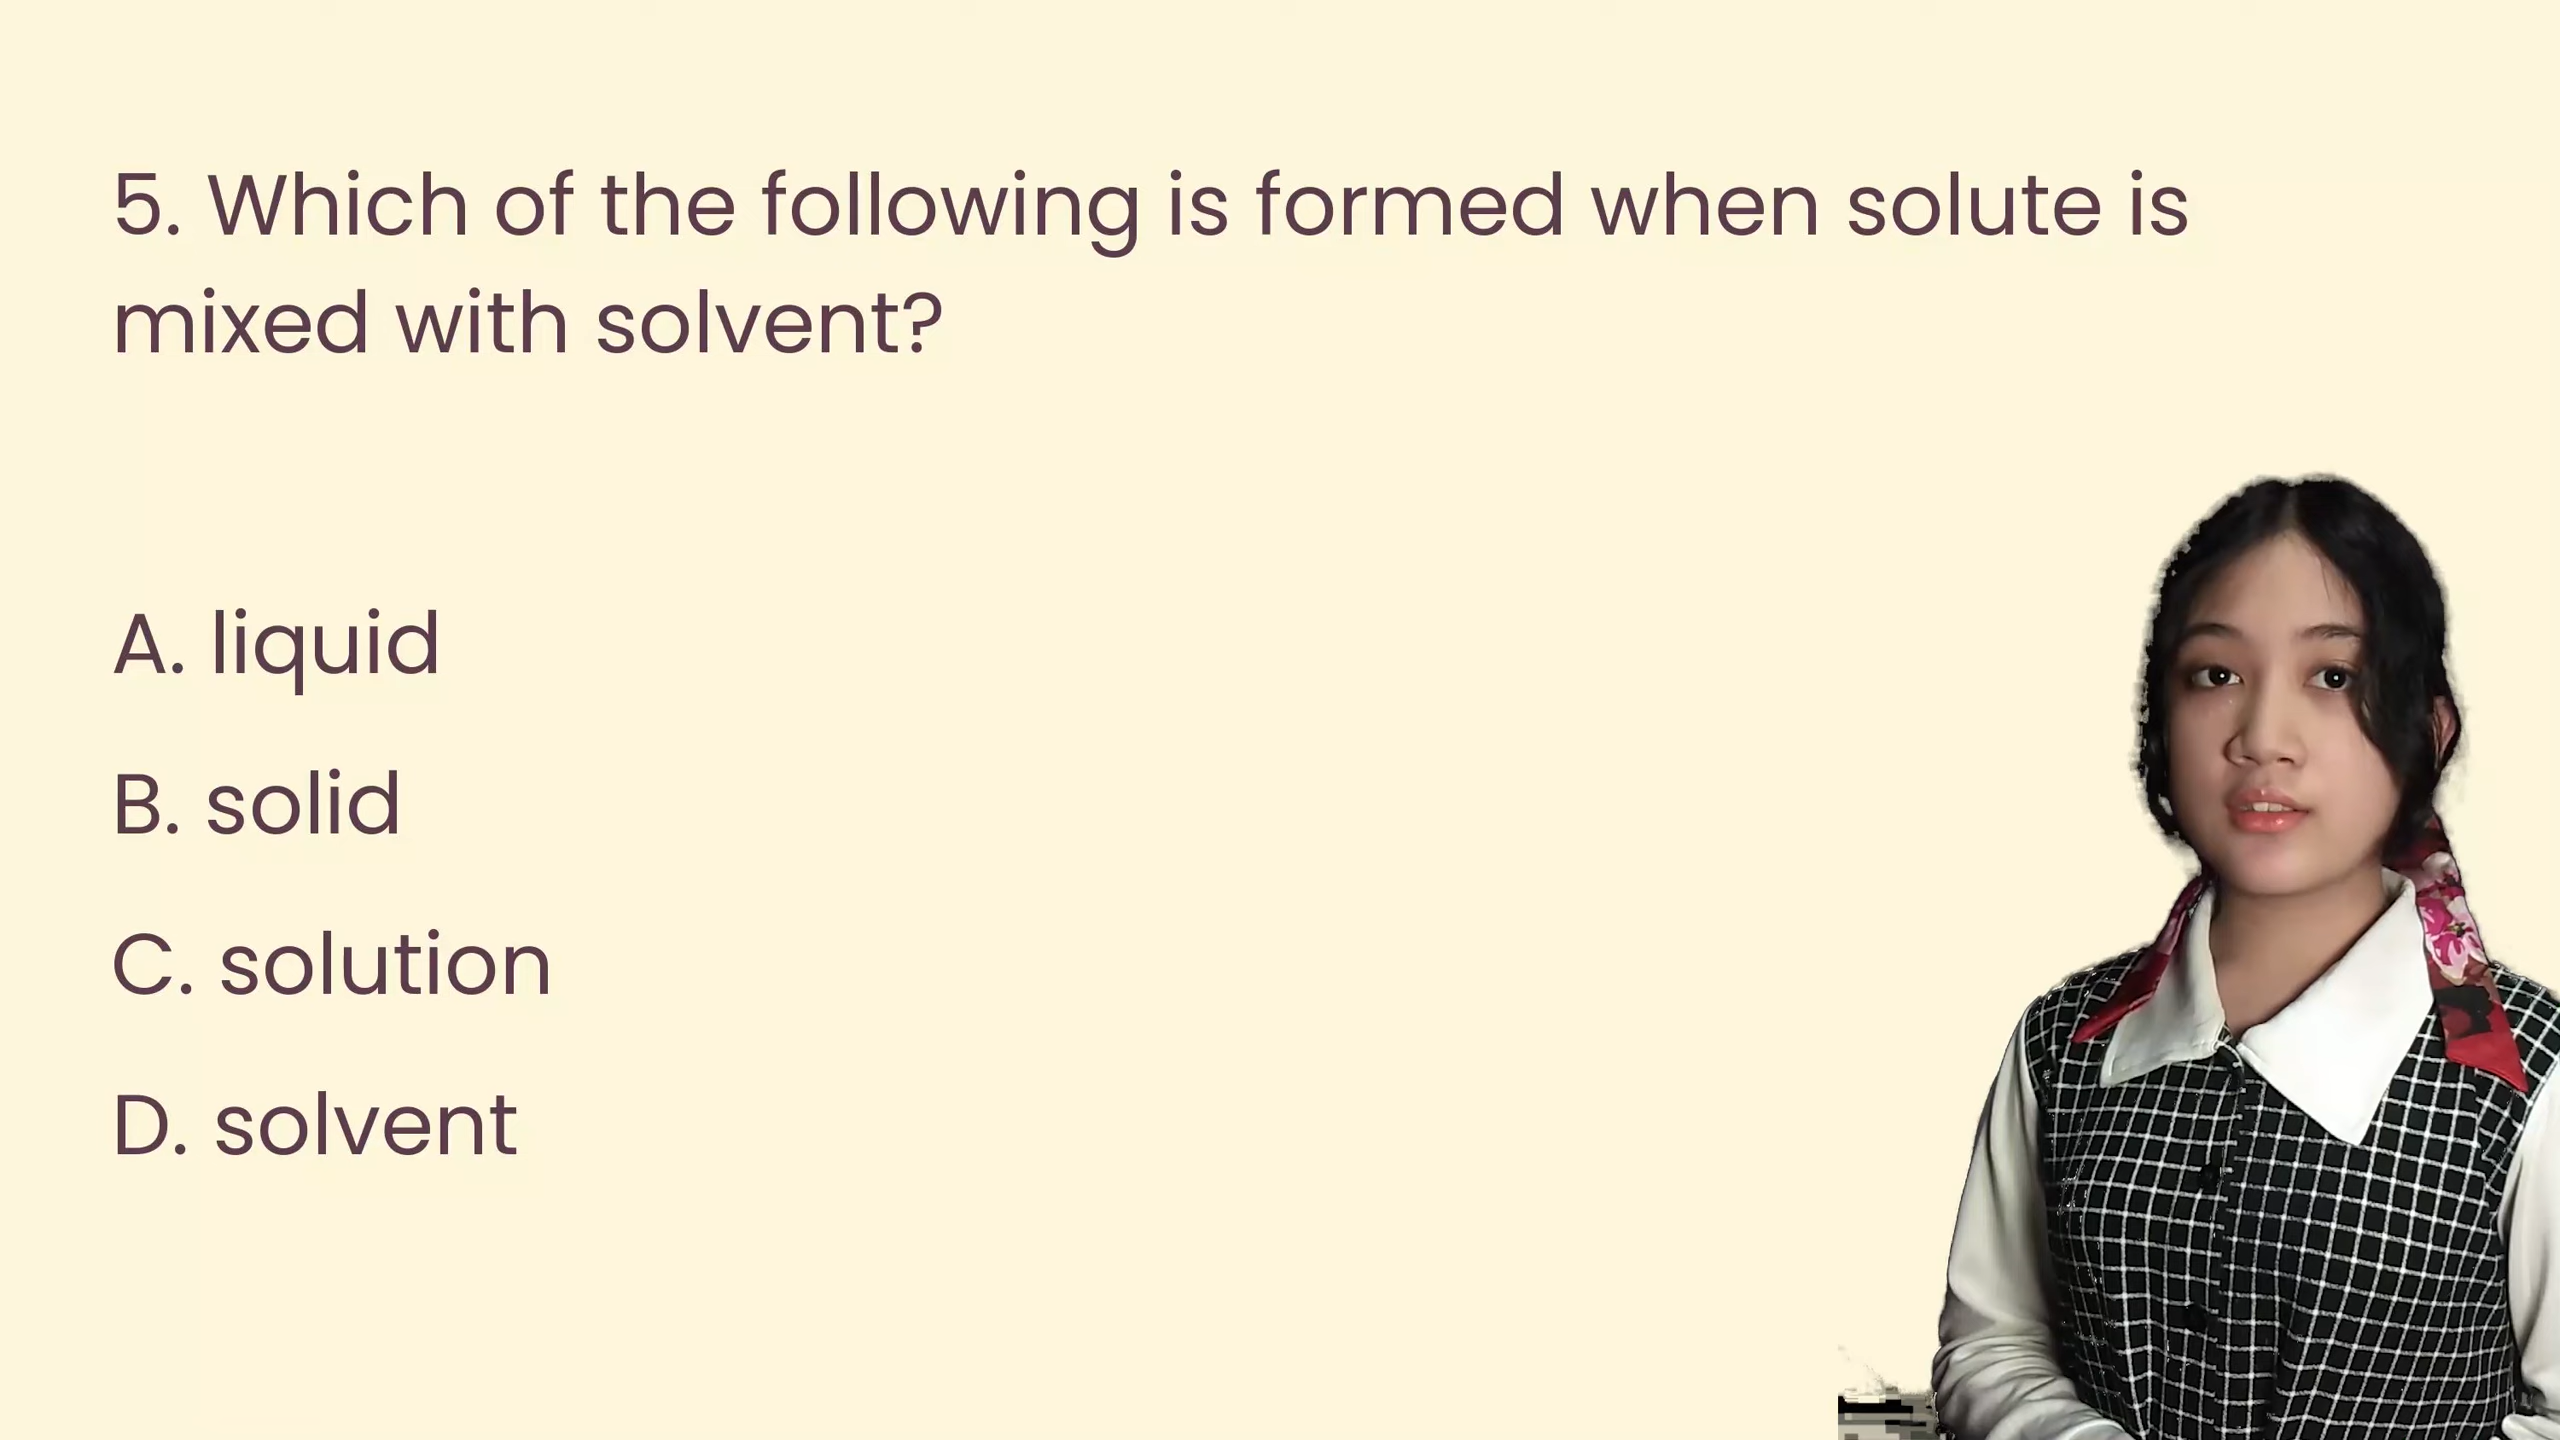 5. Which of the following is formed when solute is
mixed with solvent?
A. liquid
B. solid
C. solution
D. solvent